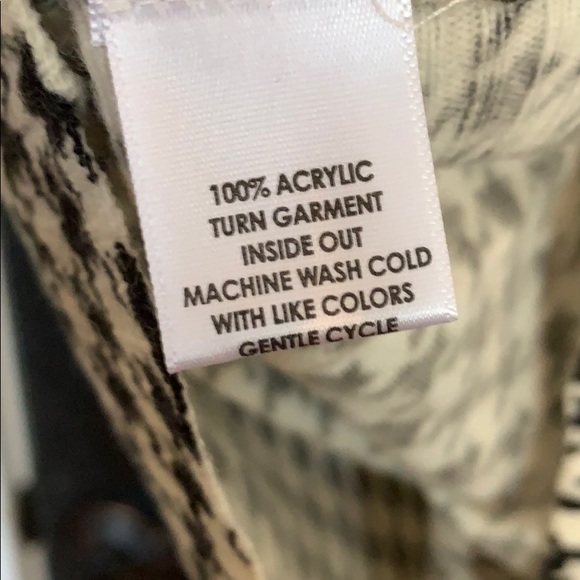 100% ACRYLIC
TURN GARMENT
INSIDE OUT
MACHINE WASH COLD
WITH LIKE COLORS
GENTLE CYCLE